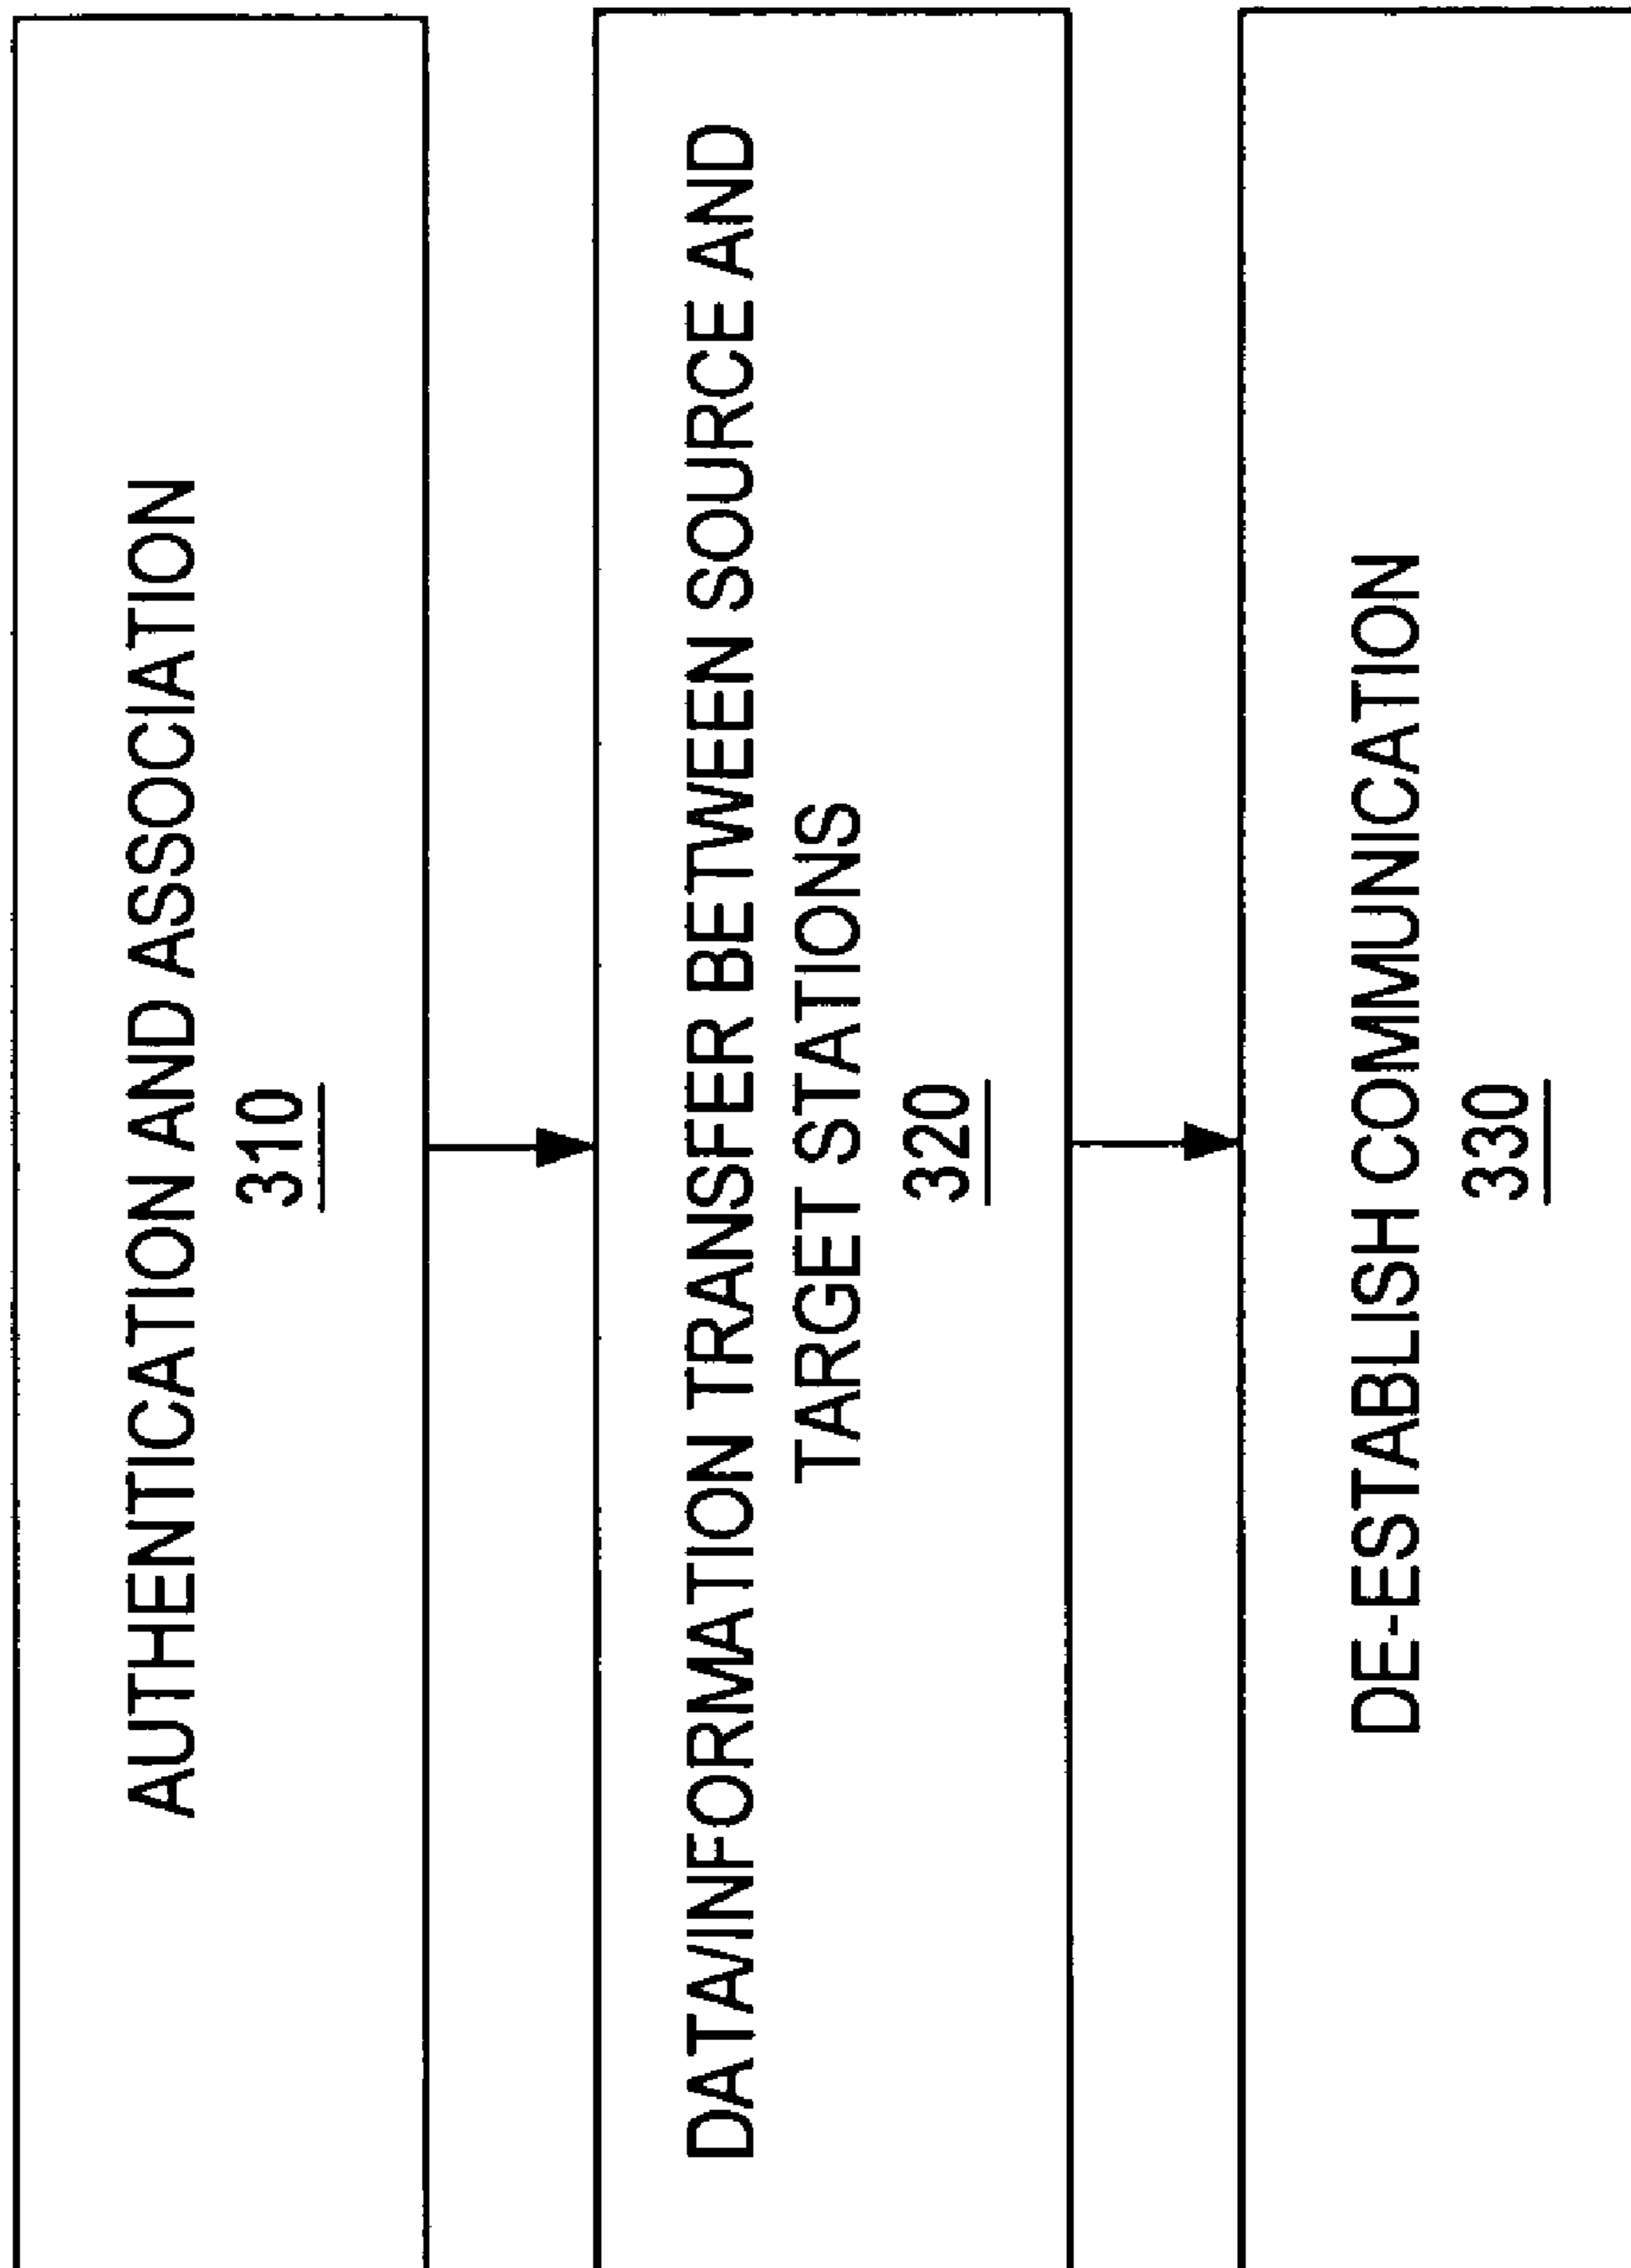 AUTHENTICATION AND ASSOCIATION
310
DATA/INFORMATION TRANSFER BETWEEN SOURCE AND
TARGET STATIONS
320
DE-ESTABLISH COMMUNICATION
330